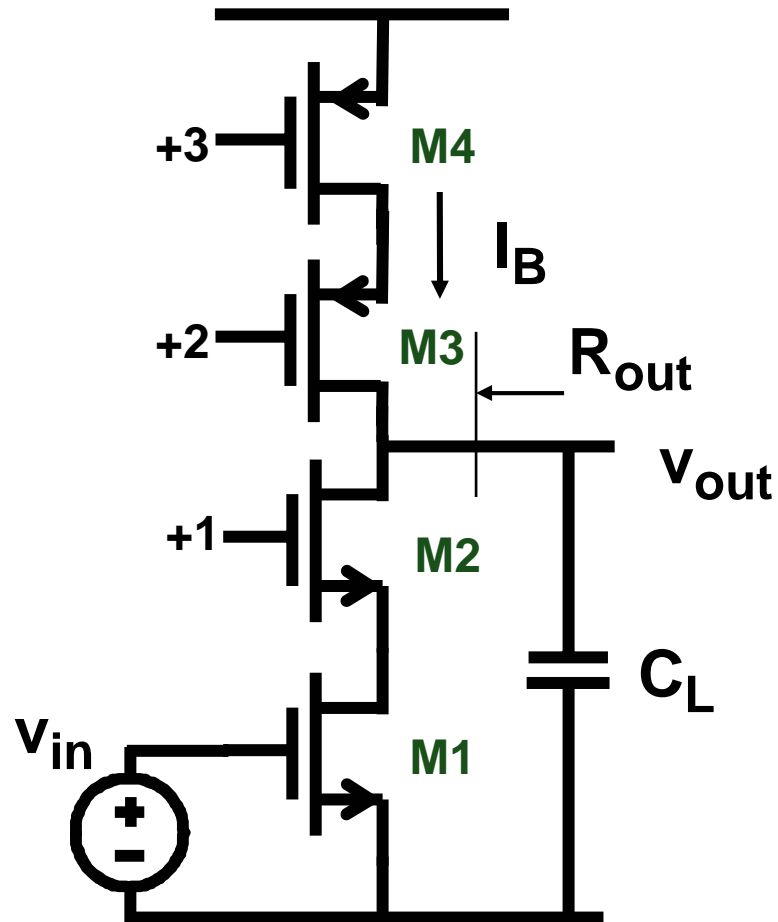 +3
M4
I_B
+2
M3
R_out
v_out
+1
M2
C_L
v_in
M1
+
-